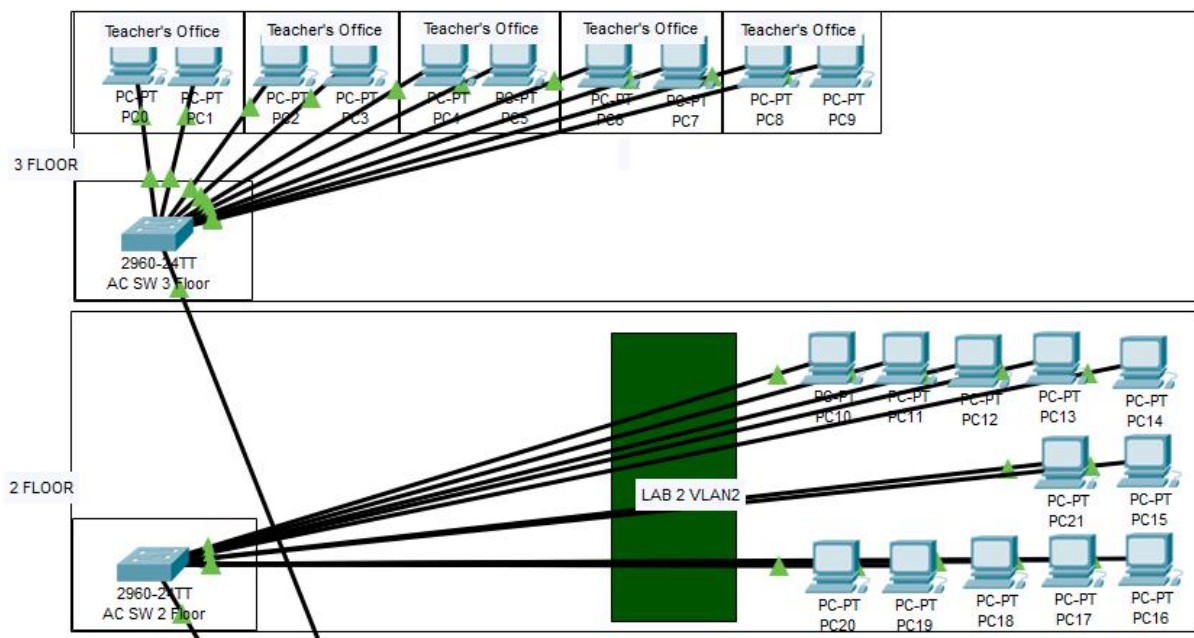 Teacher's Office Teacher's Office Teacher's Office Teacher's Office Teacher's Office
PC-PT PC-PT PC-PT PC-PT PC-PT PC-PT PC-PT PC-PT PC-PT PC-PT
PC0 PC1 PC2 PC3 PC4 PC5 PC6 PC7 PC8 PC9
3 FLOOR
2960-24TT
AC SW 3 Floor
PC-PT PC-PT PC-PT PC-PT PC-PT
PC10 PC11 PC12 PC13 PC14
2 FLOOR
LAB 2 VLAN2
PC-PT PC-PT
PC21 PC15
2960-24TT
AC SW 2 Floor
PC-PT PC-PT PC-PT PC-PT PC-PT
PC20 PC19 PC18 PC17 PC16